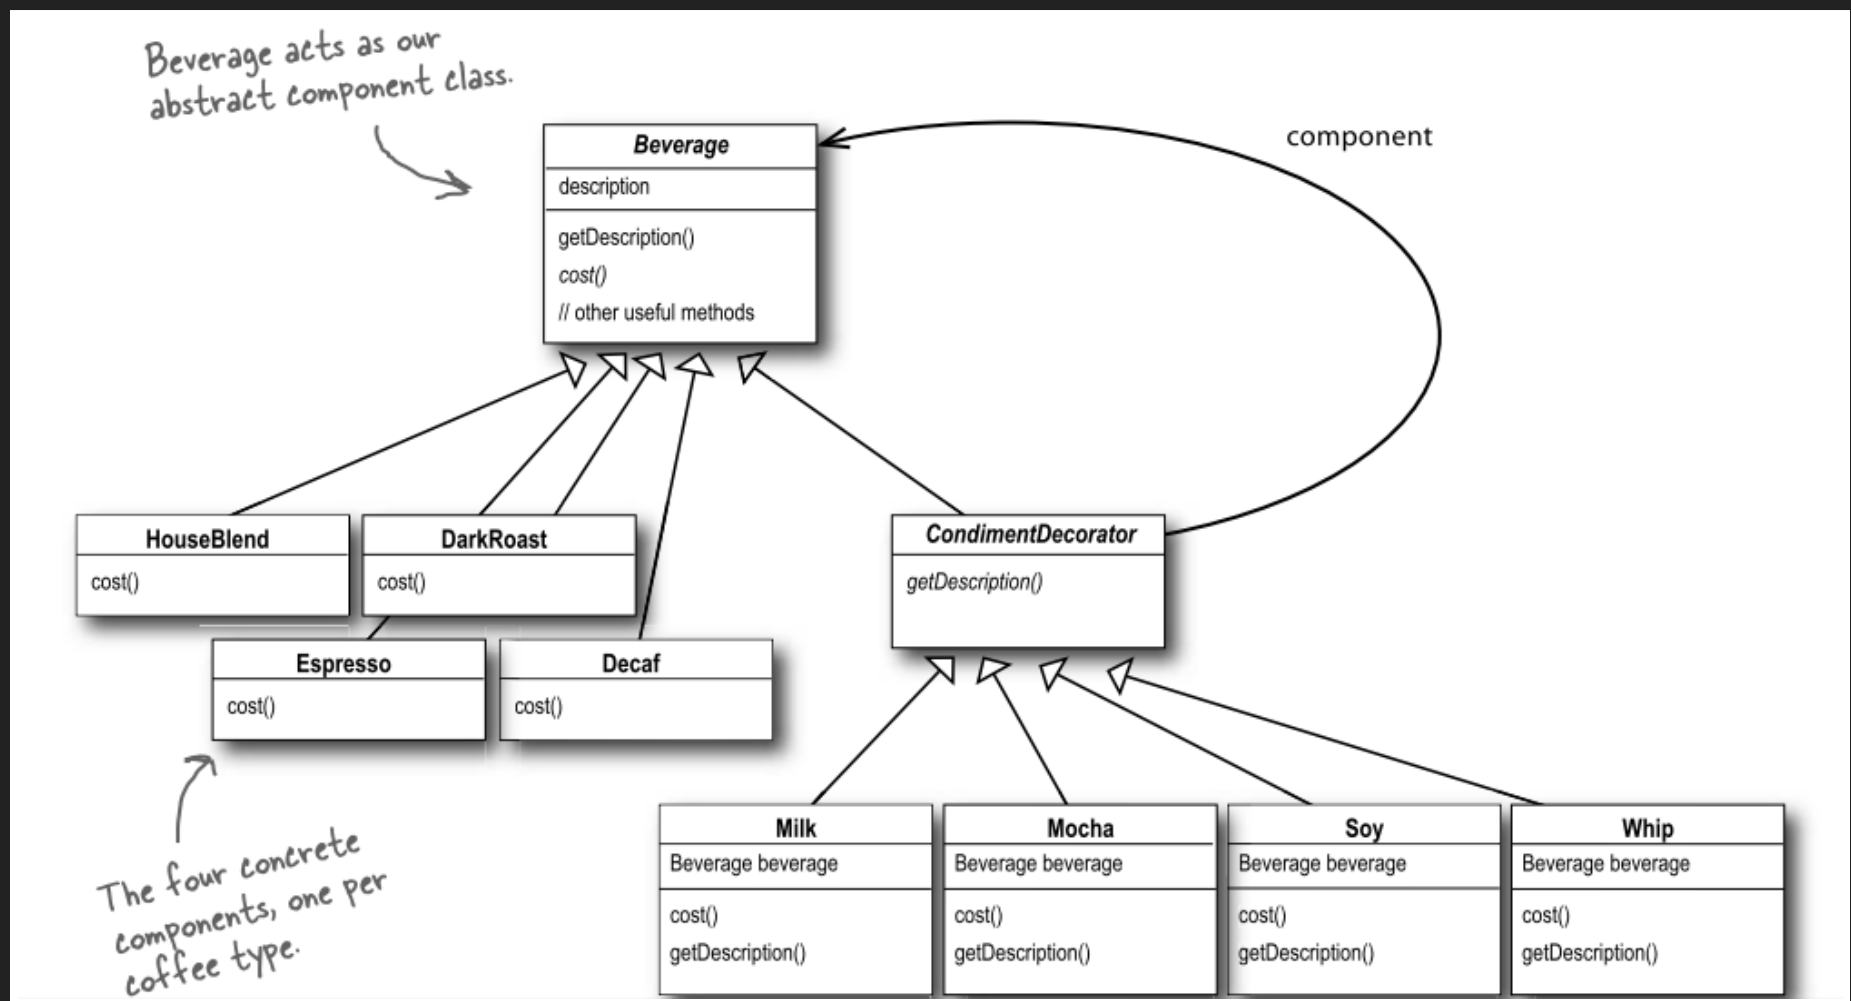 Beverage acts as our
abstract component class.
component
Beverage
description
getDescription()
cost()
// other useful methods
HouseBlend
cost()
DarkRoast
cost()
CondimentDecorator
getDescription()
Espresso
cost()
Decaf
cost()
The four concrete
components, one per
coffee type.
Milk
Beverage beverage
cost()
getDescription()
Mocha
Beverage beverage
cost()
getDescription()
Soy
Beverage beverage
cost()
getDescription()
Whip
Beverage beverage
cost()
getDescription()